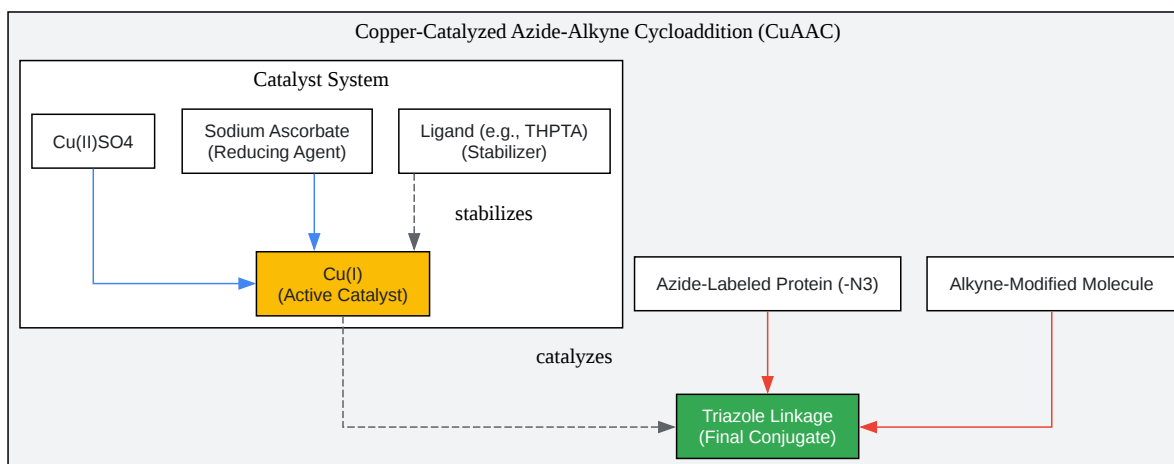 Copper-Catalyzed Azide-Alkyne Cycloaddition (CuAAC)
Catalyst System
Cu(II)SO4
Sodium Ascorbate
(Reducing Agent)
Ligand (e.g., THPTA)
(Stabilizer)
stabilizes
Cu(I)
(Active Catalyst)
Azide-Labeled Protein (-N3)
Alkyne-Modified Molecule
catalyzes
Triazole Linkage
(Final Conjugate)